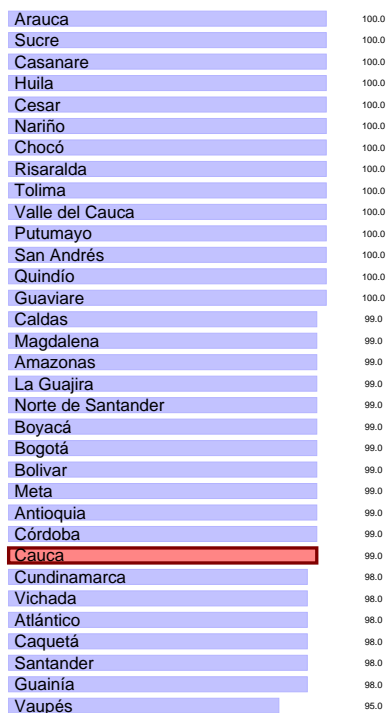 Arauca 100.0
Sucre 100.0
Casanare 100.0
Huila 100.0
Cesar 100.0
Nariño 100.0
Chocó 100.0
Risaralda 100.0
Tolima 100.0
Valle del Cauca 100.0
Putumayo 100.0
San Andrés 100.0
Quindío 100.0
Guaviare 100.0
Caldas 99.0
Magdalena 99.0
Amazonas 99.0
La Guajira 99.0
Norte de Santander 99.0
Boyacá 99.0
Bogotá 99.0
Bolivar 99.0
Meta 99.0
Antioquia 99.0
Córdoba 99.0
Cauca 99.0
Cundinamarca 98.0
Vichada 98.0
Atlántico 98.0
Caquetá 98.0
Santander 98.0
Guainía 98.0
Vaupés 95.0